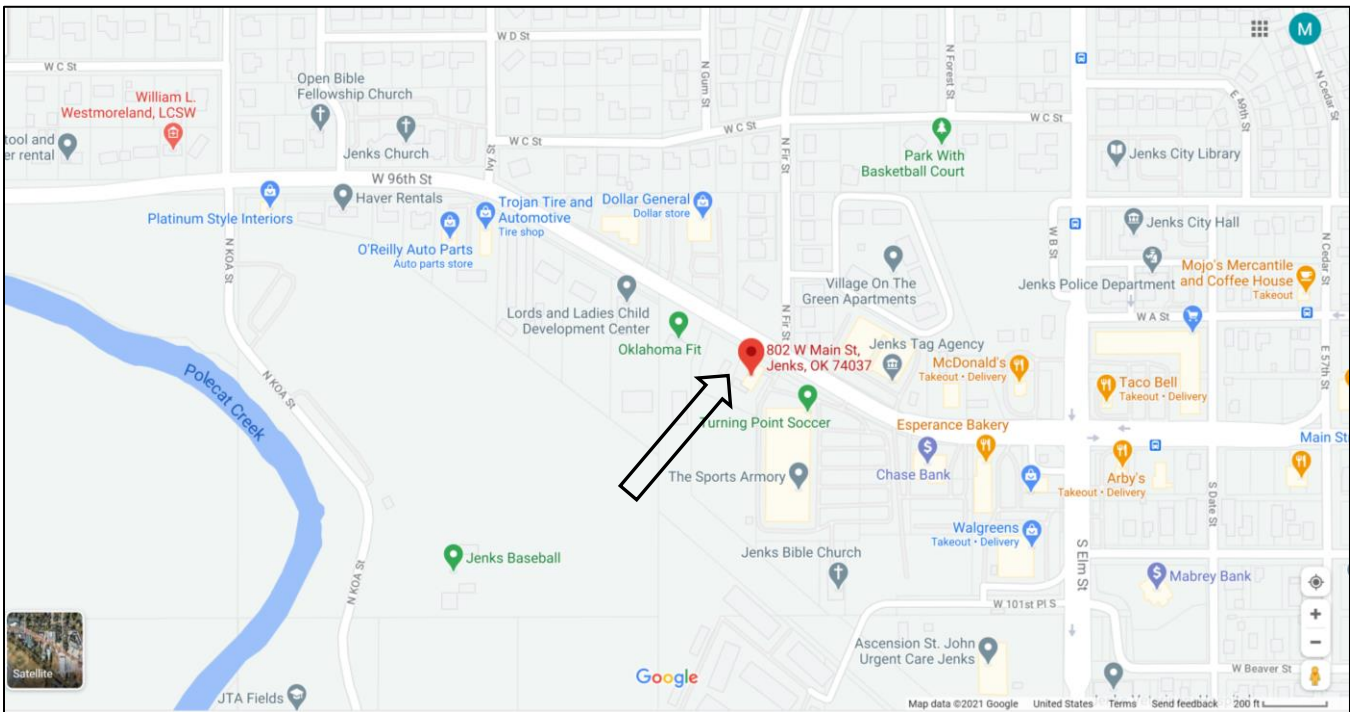 W D St
W C St
N Gum St
N Forest St
E 49th St
N Cedar St
M
Open Bible
Fellowship Church
William L.
Westmoreland, LCSW
tool and
er rental
Jenks Church
Ivy St
W C St
W C St
W C St
N Fir St
Park With
Basketball Court
Jenks City Library
W 96th St
Haver Rentals
Platinum Style Interiors
Trojan Tire and
Automotive
Tire shop
Dollar General
Dollar store
O'Reilly Auto Parts
Auto parts store
N KOA St
W B St
Jenks City Hall
N Cedar St
Village On The
Green Apartments
Jenks Police Department
Mojo's Mercantile
and Coffee House
Takeout
Lords and Ladies Child
Development Center
N Fir St
W A St
Oklahoma Fit
802 W Main St,
Jenks, OK 74037
Jenks Tag Agency
McDonald's
Takeout • Delivery
Taco Bell
Takeout • Delivery
E 57th St
Polecat Creek
N KOA St
Turning Point Soccer
Esperance Bakery
Main St
The Sports Armory
Chase Bank
Arby's
Takeout • Delivery
S Date St
Walgreens
Takeout • Delivery
Jenks Baseball
Jenks Bible Church
S Elm St
Mabrey Bank
N KOA St
W 101st Pl S
Ascension St. John
Urgent Care Jenks
W Beaver St
Satellite
JTA Fields
Google
Map data ©2021 Google
United States
Terms
Send feedback
200 ft